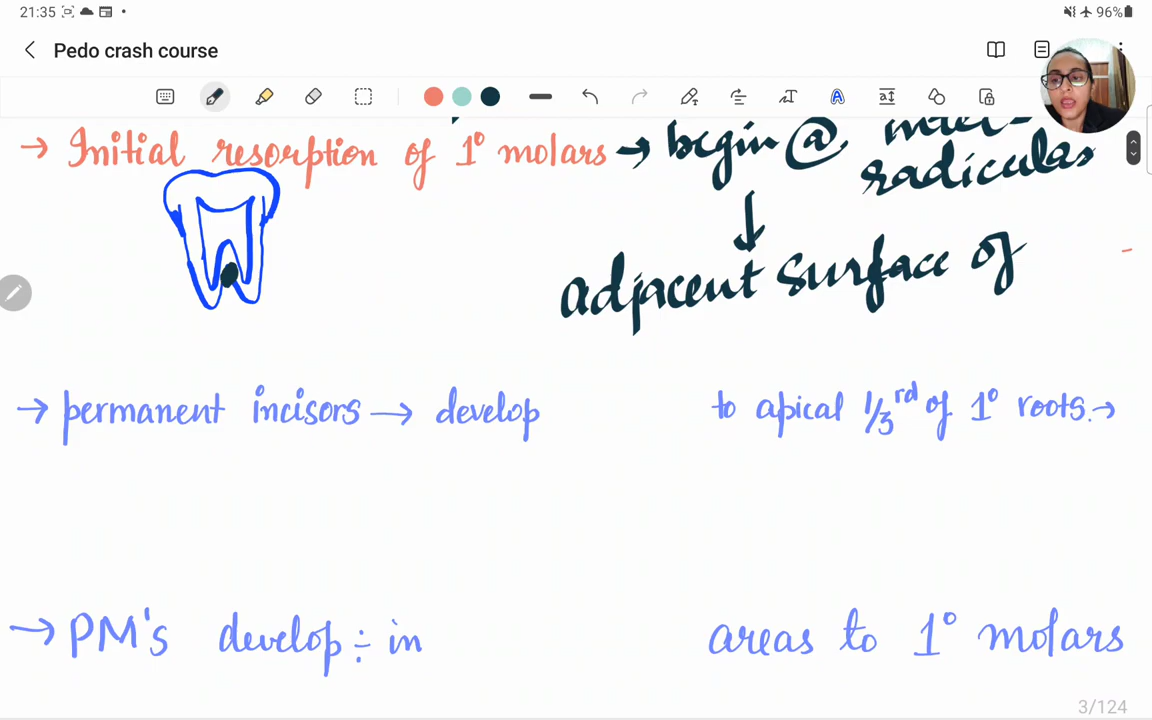 21:35
96%
Pedo crash course
→ Initial resorption of 1° molars → begin @ inter-
radicular
↓
adjacent surface of
→ permanent incisors → develop to apical 1/3rd of 1° roots. →
→ PM's develop ÷ in areas to 1° molars
3/124